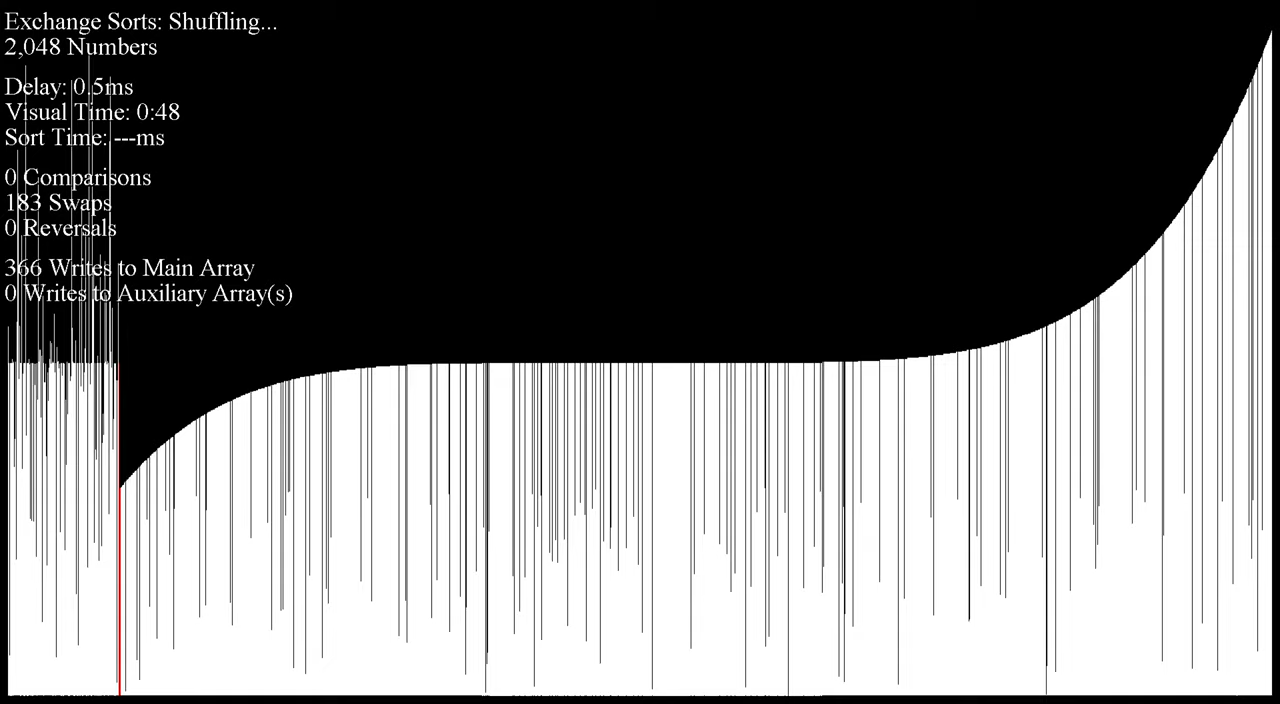 Exchange Sorts: Shuffling...
2,048 Numbers
Delay: 0.5ms
Visual Time: 0:48
Sort Time: ---ms
0 Comparisons
183 Swaps
0 Reversals
366 Writes to Main Array
0 Writes to Auxiliary Array(s)